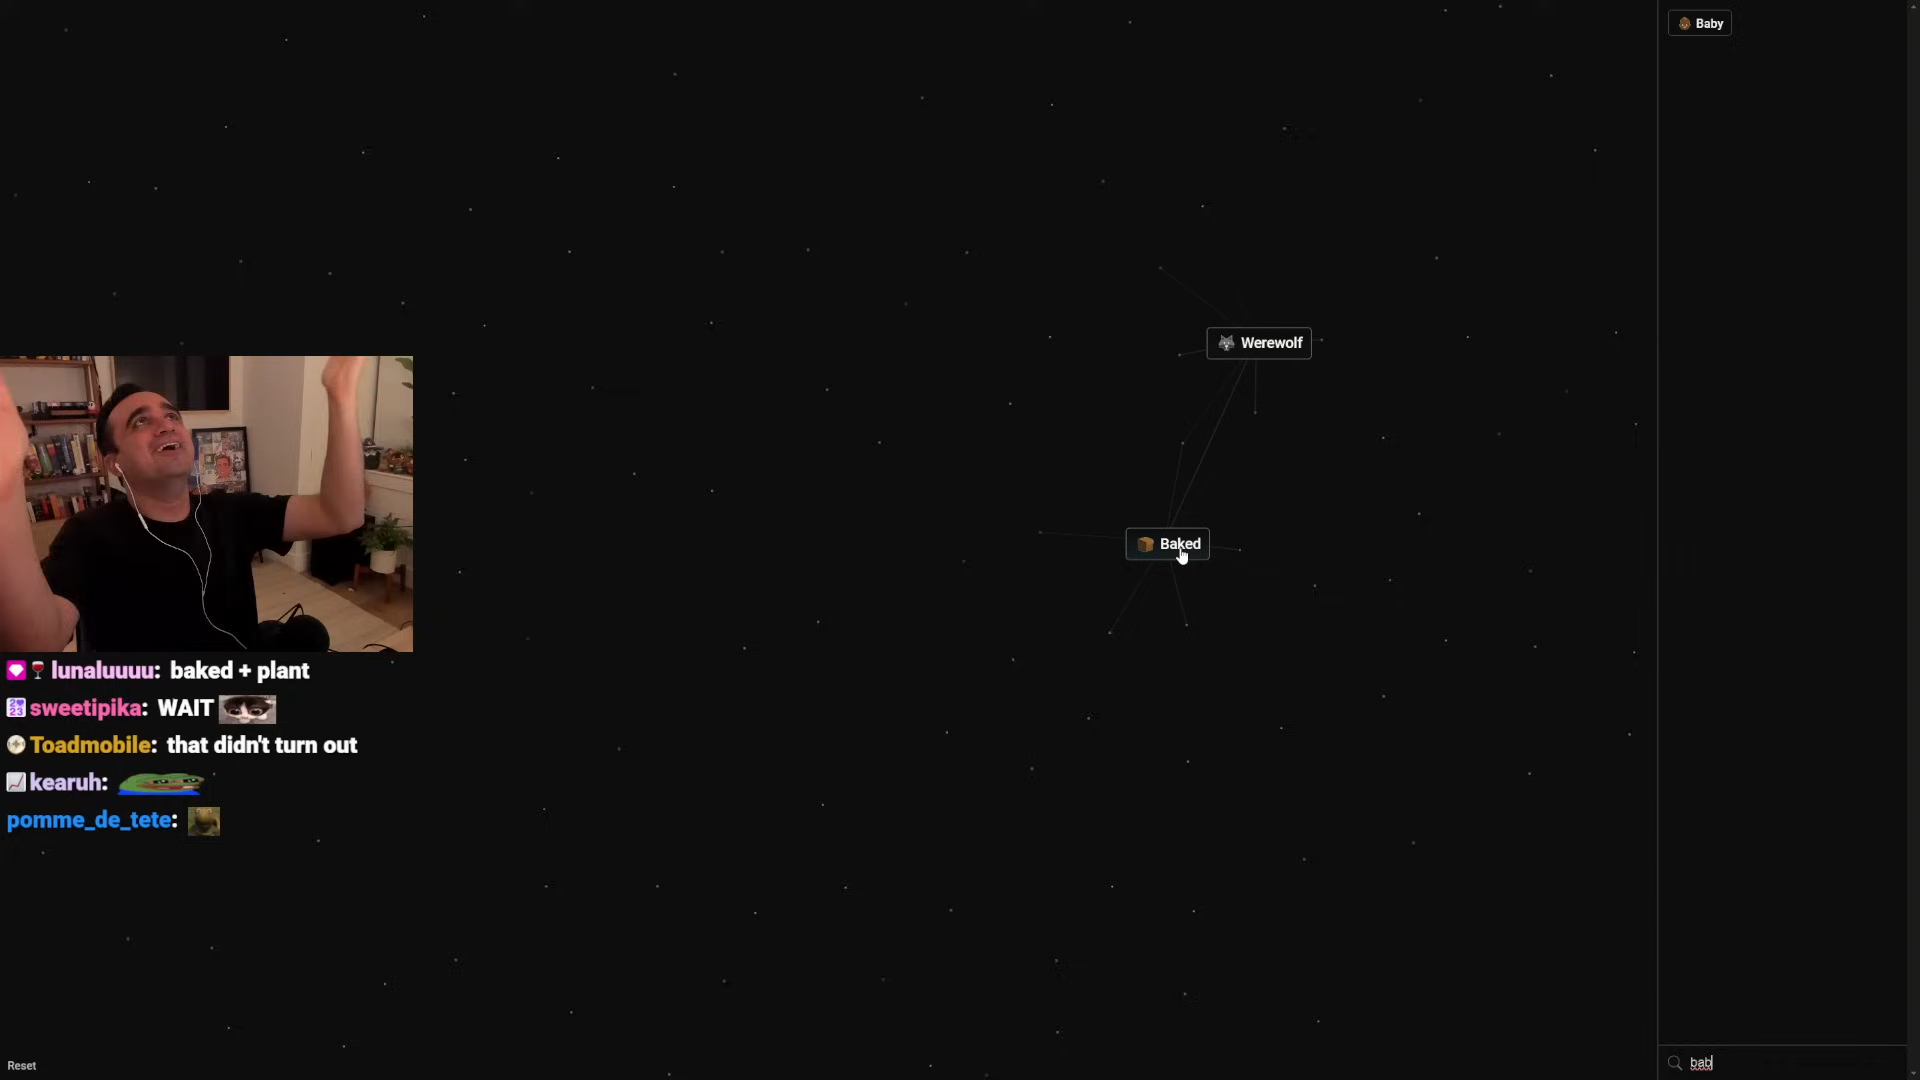 Baby
Werewolf
Baked
lunaluuuu: baked + plant
sweetipika: WAIT
Toadmobile: that didn't turn out
kearuh:
pomme_de_tete:
Reset
bab